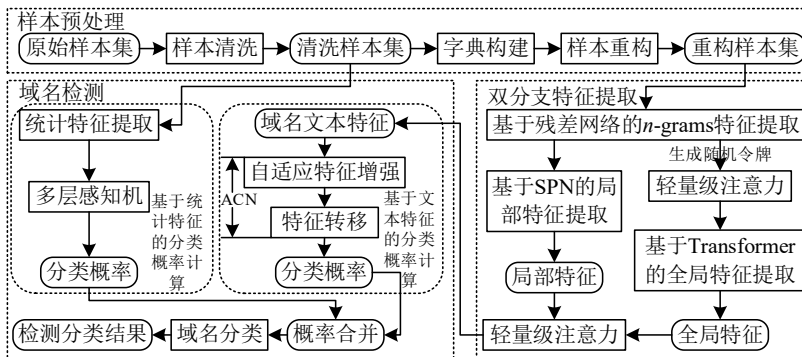 样本预处理
原始样本集
样本清洗
清洗样本集
字典构建
样本重构
重构样本集
域名检测
统计特征提取
多层感知机
基于统
计特征
的分类
概率计
算
分类概率
域名文本特征
自适应特征增强
ACN
特征转移
基于文
本特征
的分类
概率计
算
分类概率
检测分类结果
域名分类
概率合并
双分支特征提取
基于残差网络的n-grams特征提取
生成随机令牌
基于SPN的局
部特征提取
轻量级注意力
基于Transformer
的全局特征提取
局部特征
轻量级注意力
全局特征